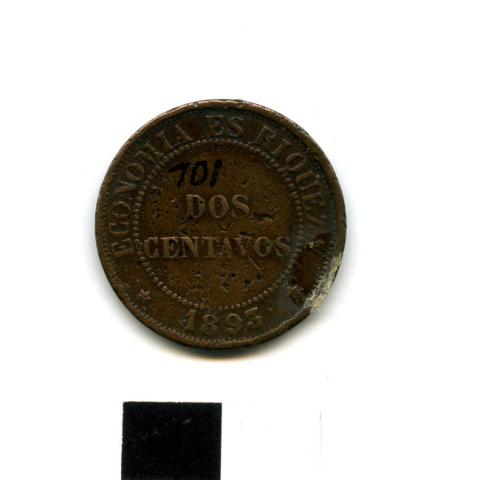 ECONOMIA ES RIQUEZA
701
DOS
CENTAVOS
1893